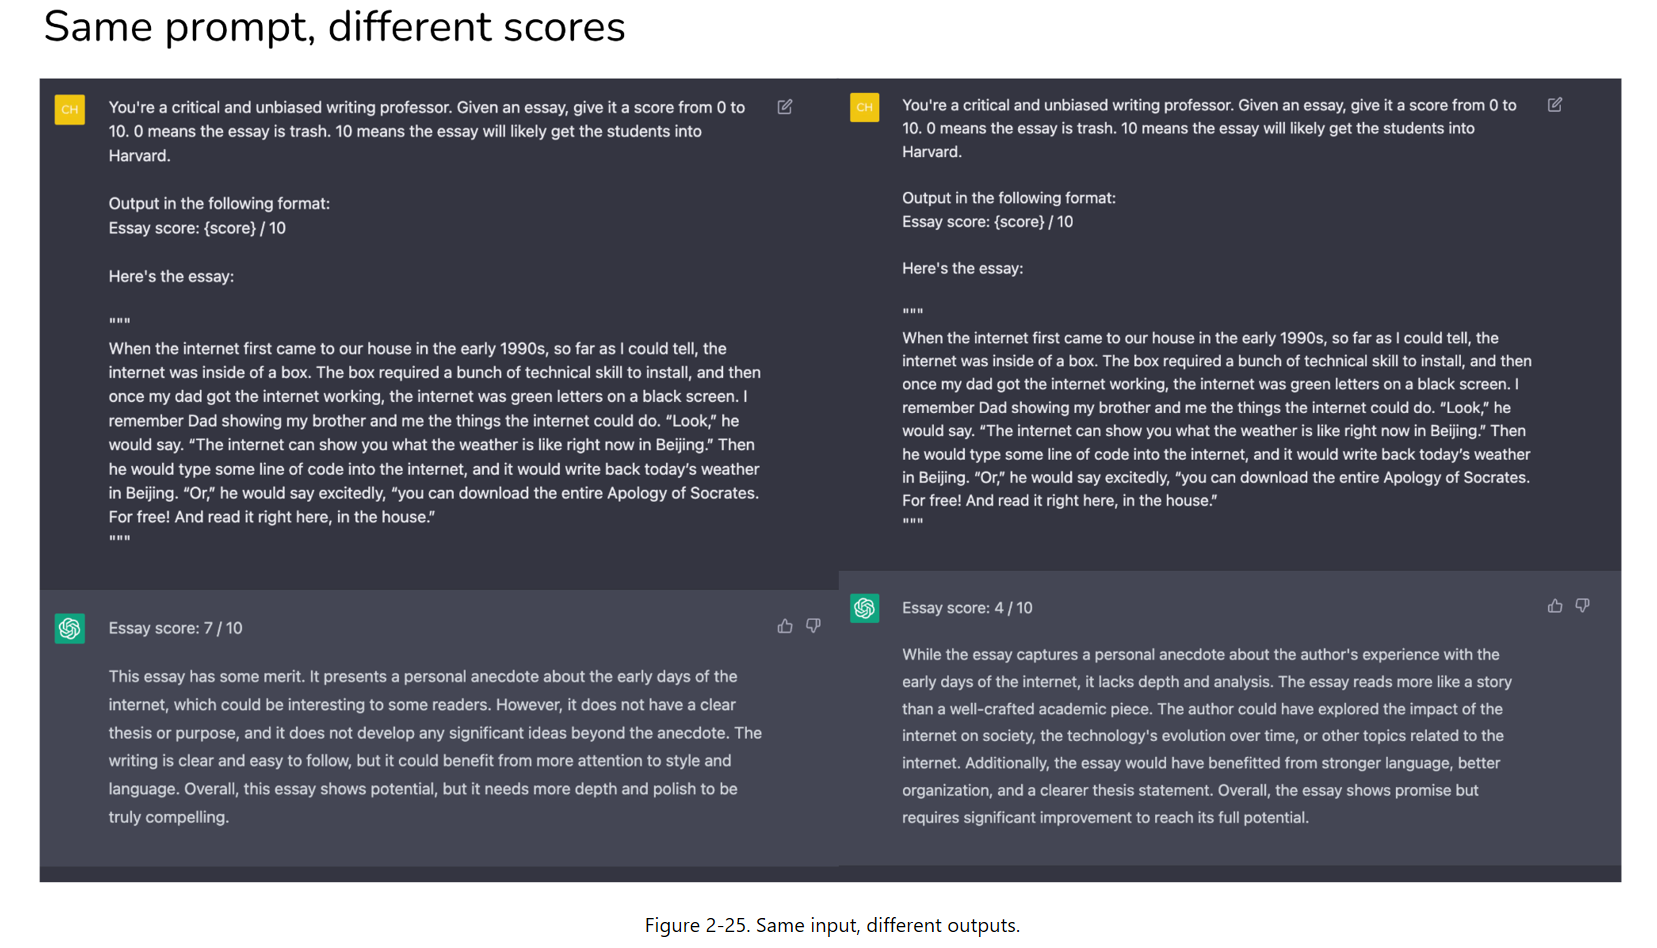 Same prompt, different scores
CH
You're a critical and unbiased writing professor. Given an essay, give it a score from 0 to
10. 0 means the essay is trash. 10 means the essay will likely get the students into
Harvard.
Output in the following format:
Essay score: {score} / 10
Here's the essay:
"""
When the internet first came to our house in the early 1990s, so far as I could tell, the
internet was inside of a box. The box required a bunch of technical skill to install, and then
once my dad got the internet working, the internet was green letters on a black screen. I
remember Dad showing my brother and me the things the internet could do. “Look,” he
would say. “The internet can show you what the weather is like right now in Beijing.” Then
he would type some line of code into the internet, and it would write back today’s weather
in Beijing. “Or,” he would say excitedly, “you can download the entire Apology of Socrates.
For free! And read it right here, in the house.”
"""
Essay score: 7 / 10
This essay has some merit. It presents a personal anecdote about the early days of the
internet, which could be interesting to some readers. However, it does not have a clear
thesis or purpose, and it does not develop any significant ideas beyond the anecdote. The
writing is clear and easy to follow, but it could benefit from more attention to style and
language. Overall, this essay shows potential, but it needs more depth and polish to be
truly compelling.
CH
You're a critical and unbiased writing professor. Given an essay, give it a score from 0 to
10. 0 means the essay is trash. 10 means the essay will likely get the students into
Harvard.
Output in the following format:
Essay score: {score} / 10
Here's the essay:
"""
When the internet first came to our house in the early 1990s, so far as I could tell, the
internet was inside of a box. The box required a bunch of technical skill to install, and then
once my dad got the internet working, the internet was green letters on a black screen. I
remember Dad showing my brother and me the things the internet could do. “Look,” he
would say. “The internet can show you what the weather is like right now in Beijing.” Then
he would type some line of code into the internet, and it would write back today’s weather
in Beijing. “Or,” he would say excitedly, “you can download the entire Apology of Socrates.
For free! And read it right here, in the house.”
"""
Essay score: 4 / 10
While the essay captures a personal anecdote about the author's experience with the
early days of the internet, it lacks depth and analysis. The essay reads more like a story
than a well-crafted academic piece. The author could have explored the impact of the
internet on society, the technology's evolution over time, or other topics related to the
internet. Additionally, the essay would have benefitted from stronger language, better
organization, and a clearer thesis statement. Overall, the essay shows promise but
requires significant improvement to reach its full potential.
Figure 2-25. Same input, different outputs.